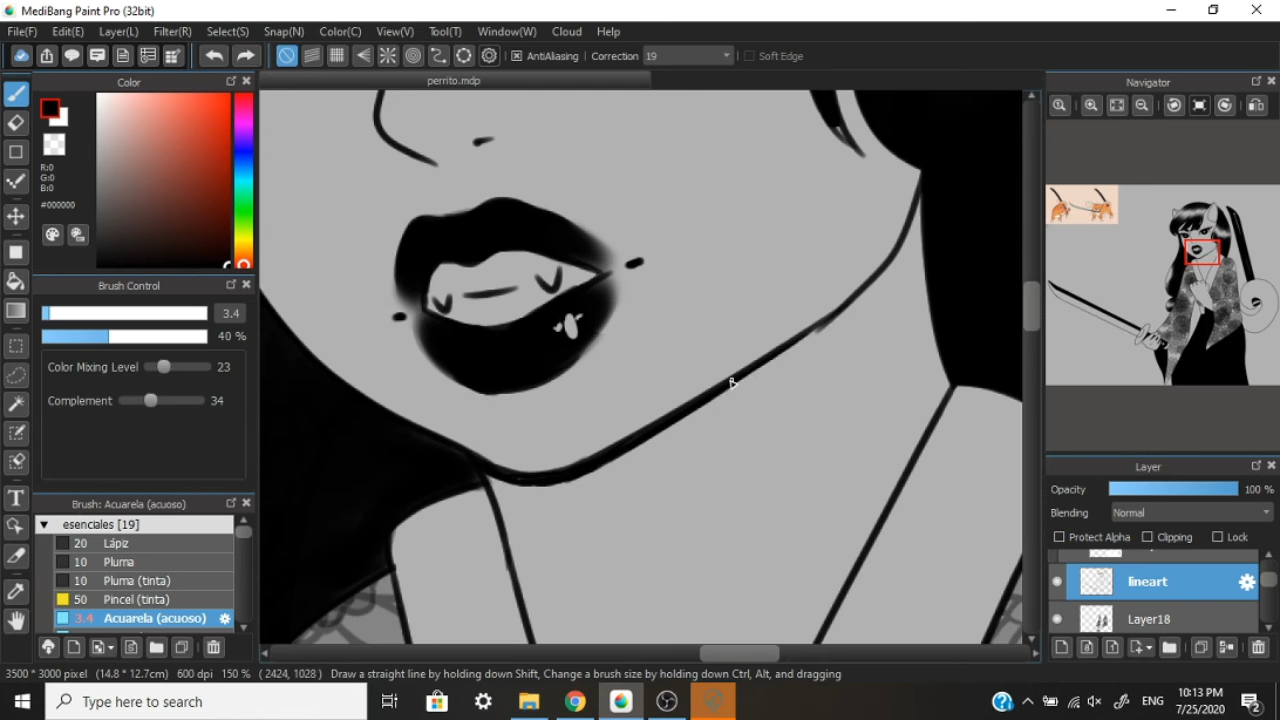 MediBang Paint Pro (32bit)
File(F) Edit(E) Layer(L) Filter(R) Select(S) Snap(N) Color(C) View(V) Tool(T) Window(W) Cloud Help
AntiAliasing Correction 19 Soft Edge
Color
perrito.mdp
Navigator
R:0
G:0
B:0
#000000
Brush Control
3.4
40 %
Color Mixing Level 23
Complement 34
Brush: Acuarela (acuoso)
esenciales [19]
20 Lápiz
10 Pluma
10 Pluma (tinta)
50 Pincel (tinta)
3.4 Acuarela (acuoso)
Layer
Opacity 100 %
Blending Normal
Protect Alpha Clipping Lock
lineart
Layer18
3500 * 3000 pixel (14.8 * 12.7cm) 600 dpi 150 % ( 2424, 1028 ) Draw a straight line by holding down Shift, Change a brush size by holding down Ctrl, Alt, and dragging
Type here to search
ENG
10:13 PM
7/25/2020
2